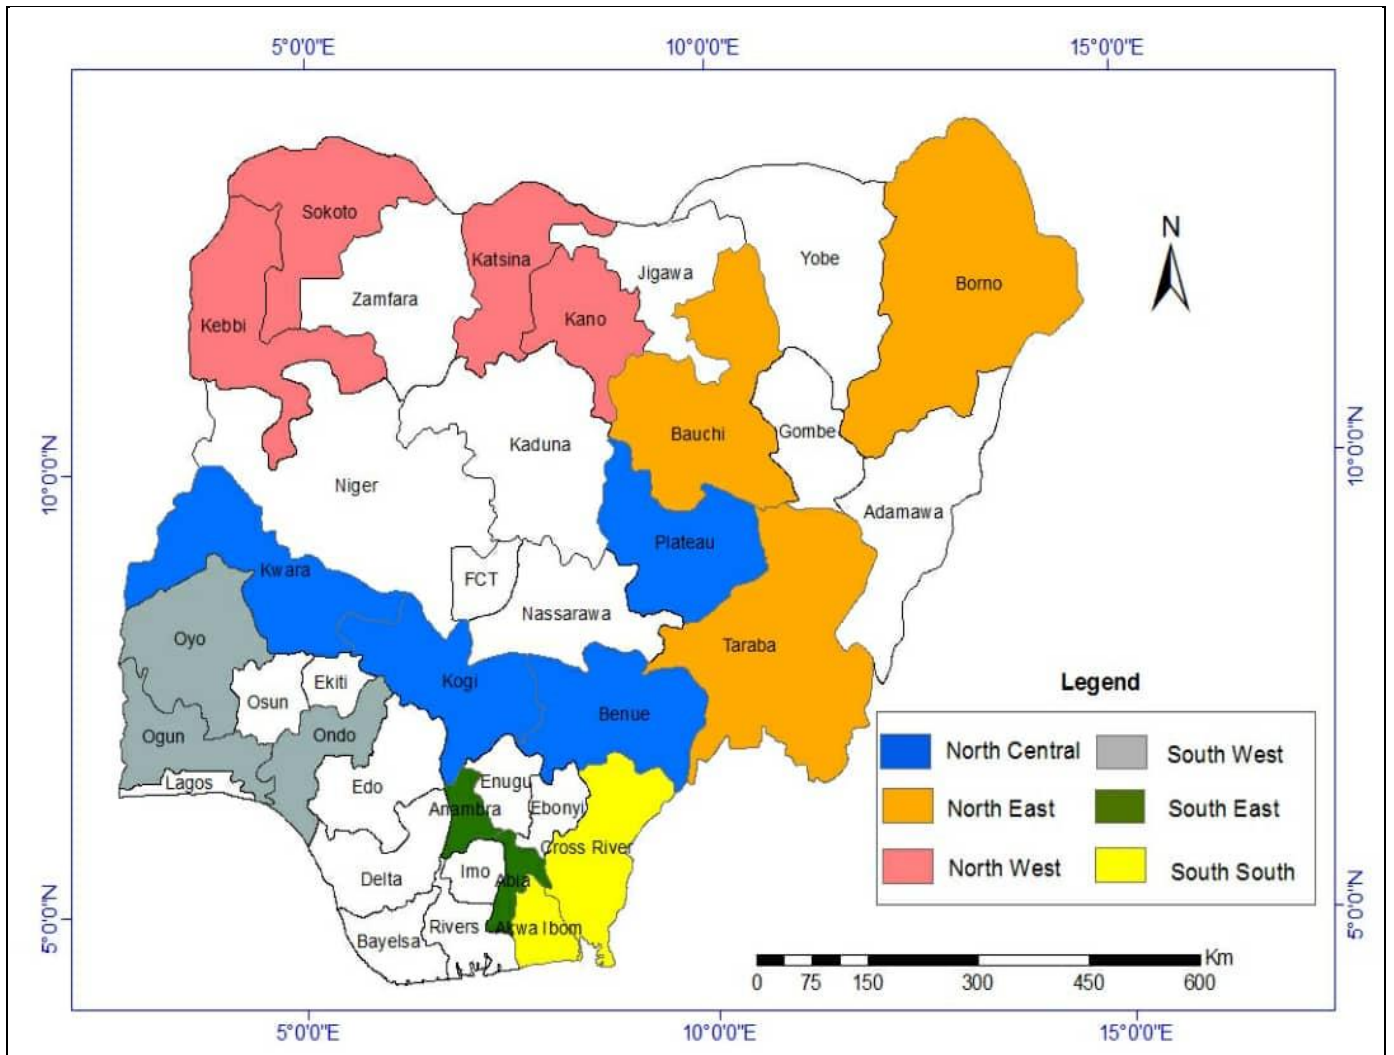 5°0'0"E 10°0'0"E 15°0'0"E
N
Sokoto
Katsina
Yobe
Jigawa
Borno
Zamfara
Kebbi
Kano
Bauchi
Gombe
Kaduna
10°0'0"N
10°0'0"N
Niger
Adamawa
Plateau
Kwara
FCT
Nassarawa
Oyo
Taraba
Kogi
Ekiti
Osun
Benue
Ogun
Ondo
Lagos
Edo
Enugu
Anambra
Ebonyi
Cross River
Imo
Delta
Abia
Rivers
Akwa Ibom
Bayelsa
Legend
North Central
South West
North East
South East
North West
South South
5°0'0"N
5°0'0"N
Km
0 75 150 300 450 600
5°0'0"E 10°0'0"E 15°0'0"E